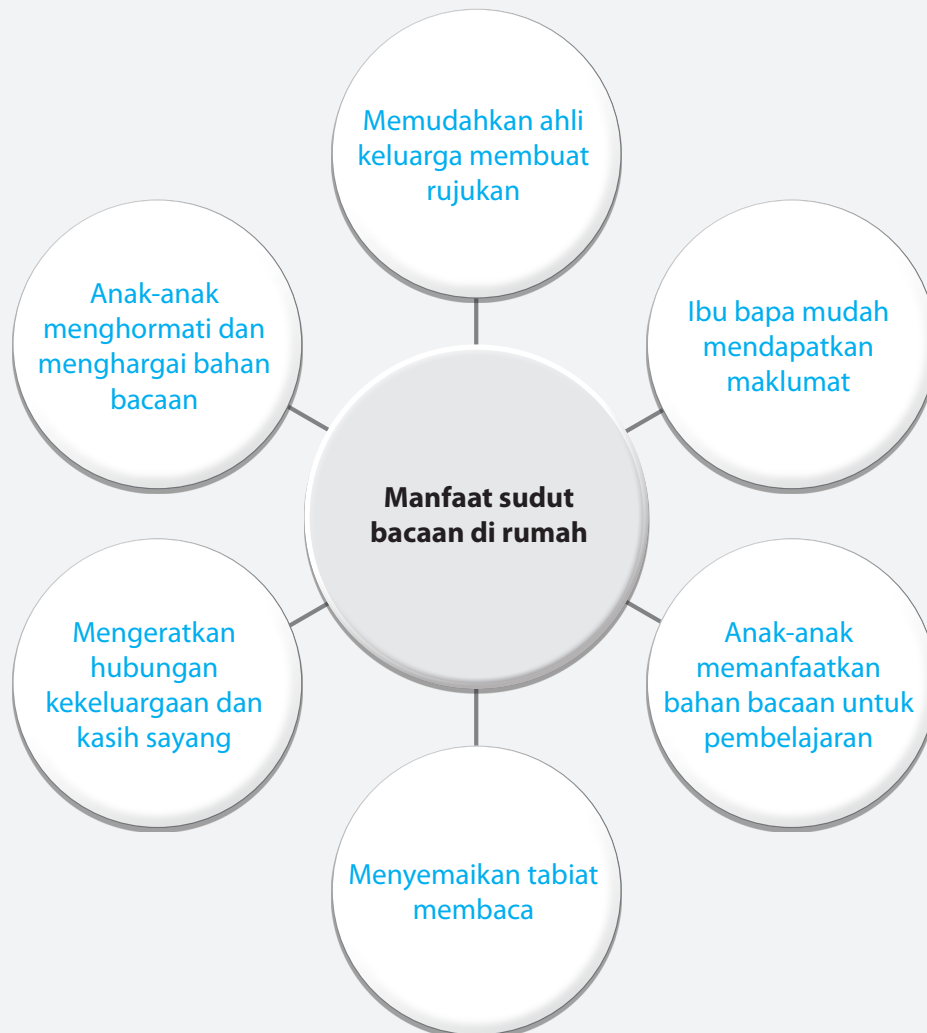 Memudahkan ahli
keluarga membuat
rujukan
Anak-anak
menghormati dan
menghargai bahan
bacaan
Ibu bapa mudah
mendapatkan
maklumat
Manfaat sudut
bacaan di rumah
Mengeratkan
hubungan
kekeluargaan dan
kasih sayang
Anak-anak
memanfaatkan
bahan bacaan untuk
pembelajaran
Menyemaikan tabiat
membaca